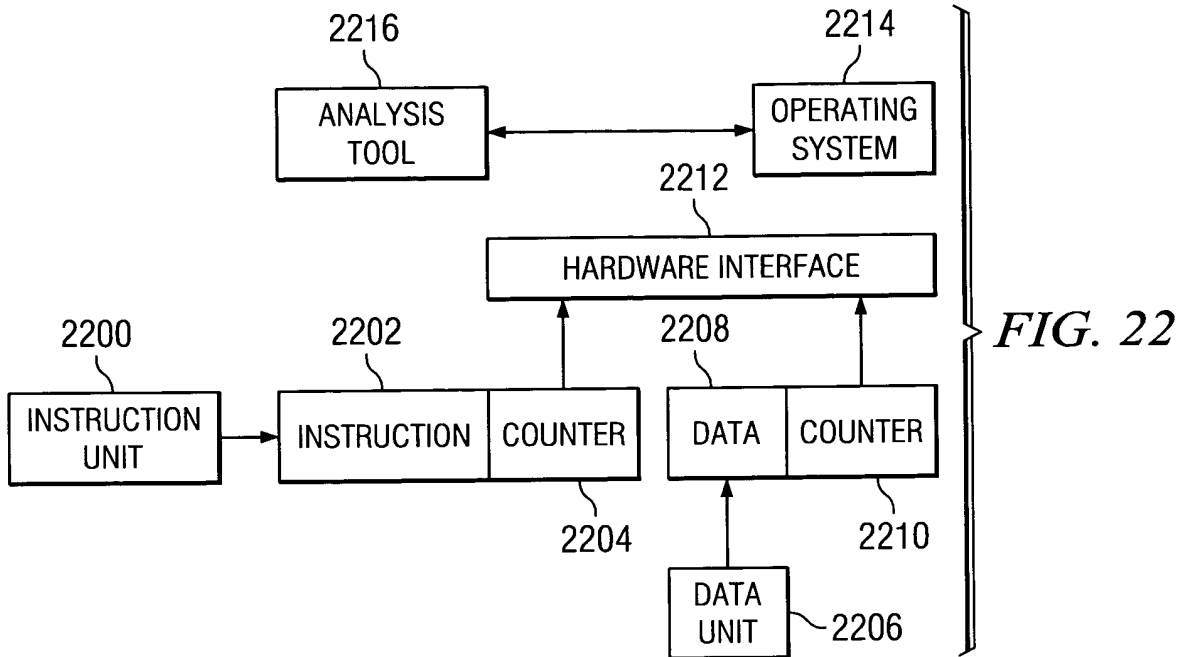 2216
2214
ANALYSIS
TOOL
OPERATING
SYSTEM
2212
HARDWARE INTERFACE
2200
2202
2208
INSTRUCTION
UNIT
INSTRUCTION
COUNTER
DATA
COUNTER
2204
2210
DATA
UNIT
2206
FIG. 22